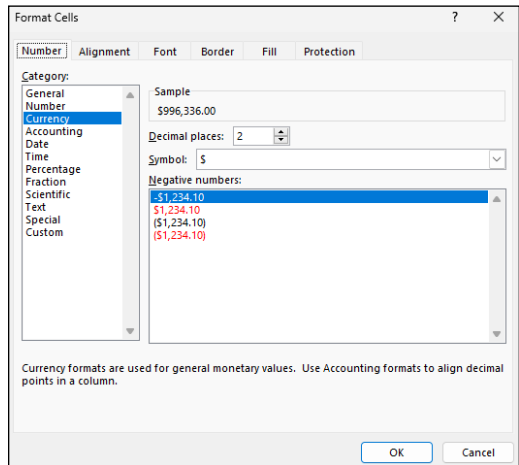 Format Cells
?
Number Alignment Font Border Fill Protection
Category:
General
Number
Currency
Accounting
Date
Time
Percentage
Fraction
Scientific
Text
Special
Custom
Sample
$996,336.00
Decimal places: 2
Symbol: $
Negative numbers:
-$1,234.10
$1,234.10
($1,234.10)
($1,234.10)
Currency formats are used for general monetary values. Use Accounting formats to align decimal
points in a column.
OK Cancel